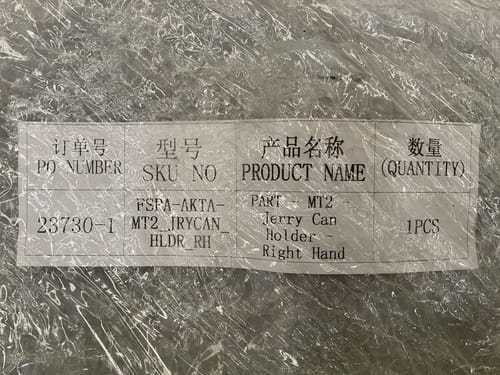 订单号 型号 产品名称 数量
PO NUMBER SKU NO PRODUCT NAME (QUANTITY)
23730-1
FSPA-AKTA-
MT2_JRYCAN_
HLDR_RH
PART - MT2 -
Jerry Can
Holder -
Right Hand
1PCS